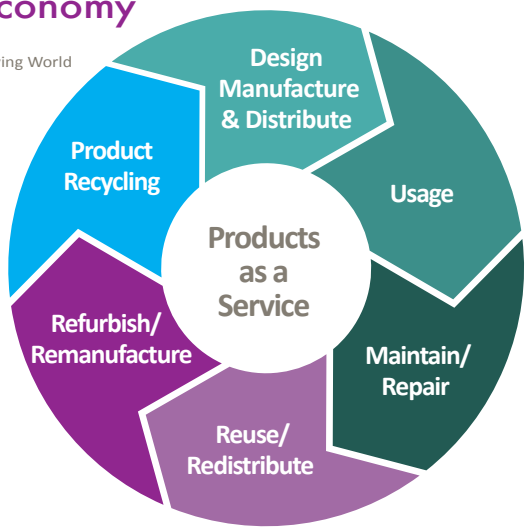 conomy
ing World
Design
Manufacture
& Distribute
Usage
Maintain/
Repair
Reuse/
Redistribute
Refurbish/
Remanufacture
Product
Recycling
Products
as a
Service